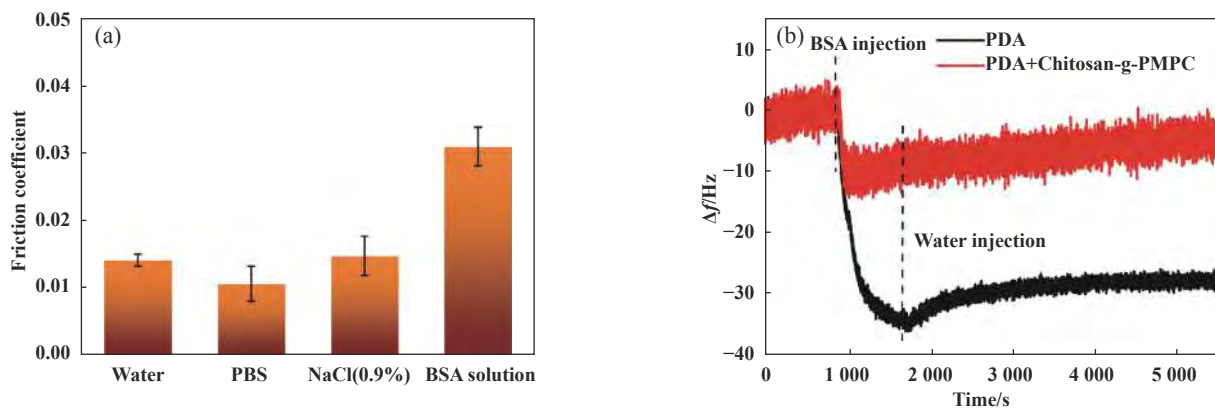 (a)
Friction coefficient
0.05
0.04
0.03
0.02
0.01
0.00
Water PBS NaCl(0.9%) BSA solution
(b)
BSA injection
PDA
PDA+Chitosan-g-PMPC
Water injection
Δf/Hz
10
0
−10
−20
−30
−40
0 1 000 2 000 3 000 4 000 5 000
Time/s